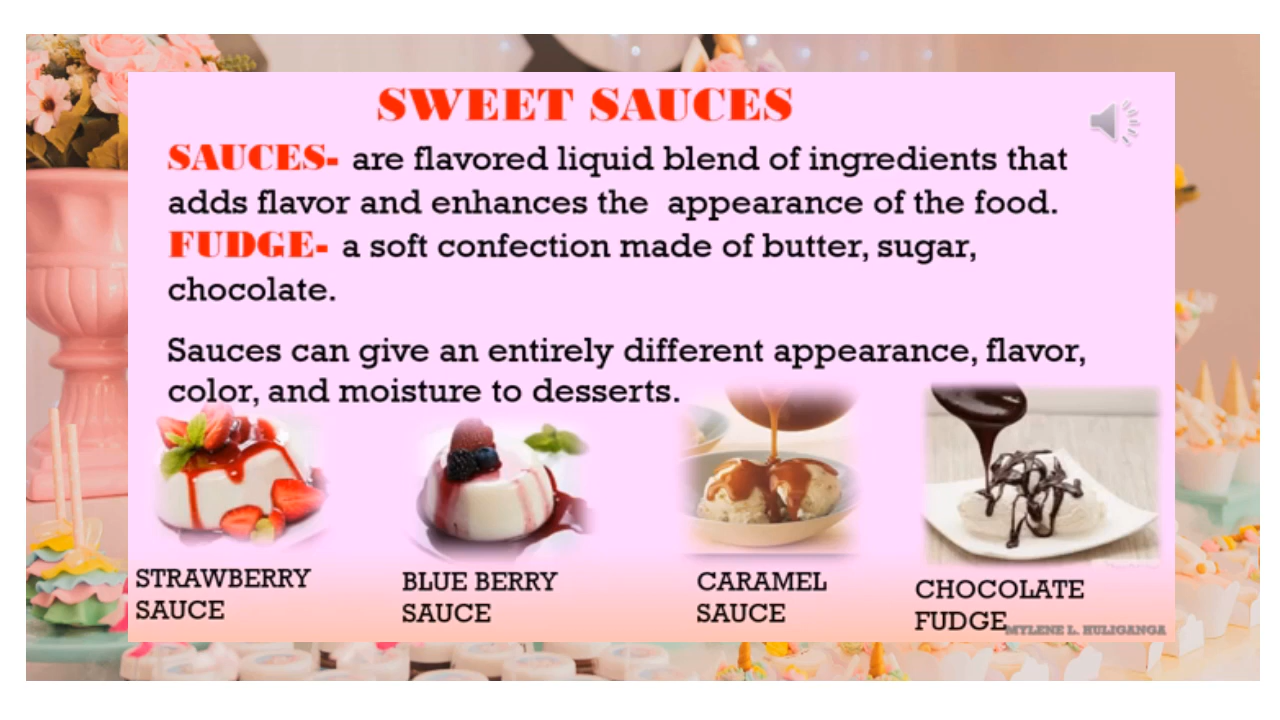 SWEET SAUCES
SAUCES- are flavored liquid blend of ingredients that
adds flavor and enhances the appearance of the food.
FUDGE- a soft confection made of butter, sugar,
chocolate.
Sauces can give an entirely different appearance, flavor,
color, and moisture to desserts.
STRAWBERRY
SAUCE
BLUE BERRY
SAUCE
CARAMEL
SAUCE
CHOCOLATE
FUDGE
MYLENE L. HULIGANGA